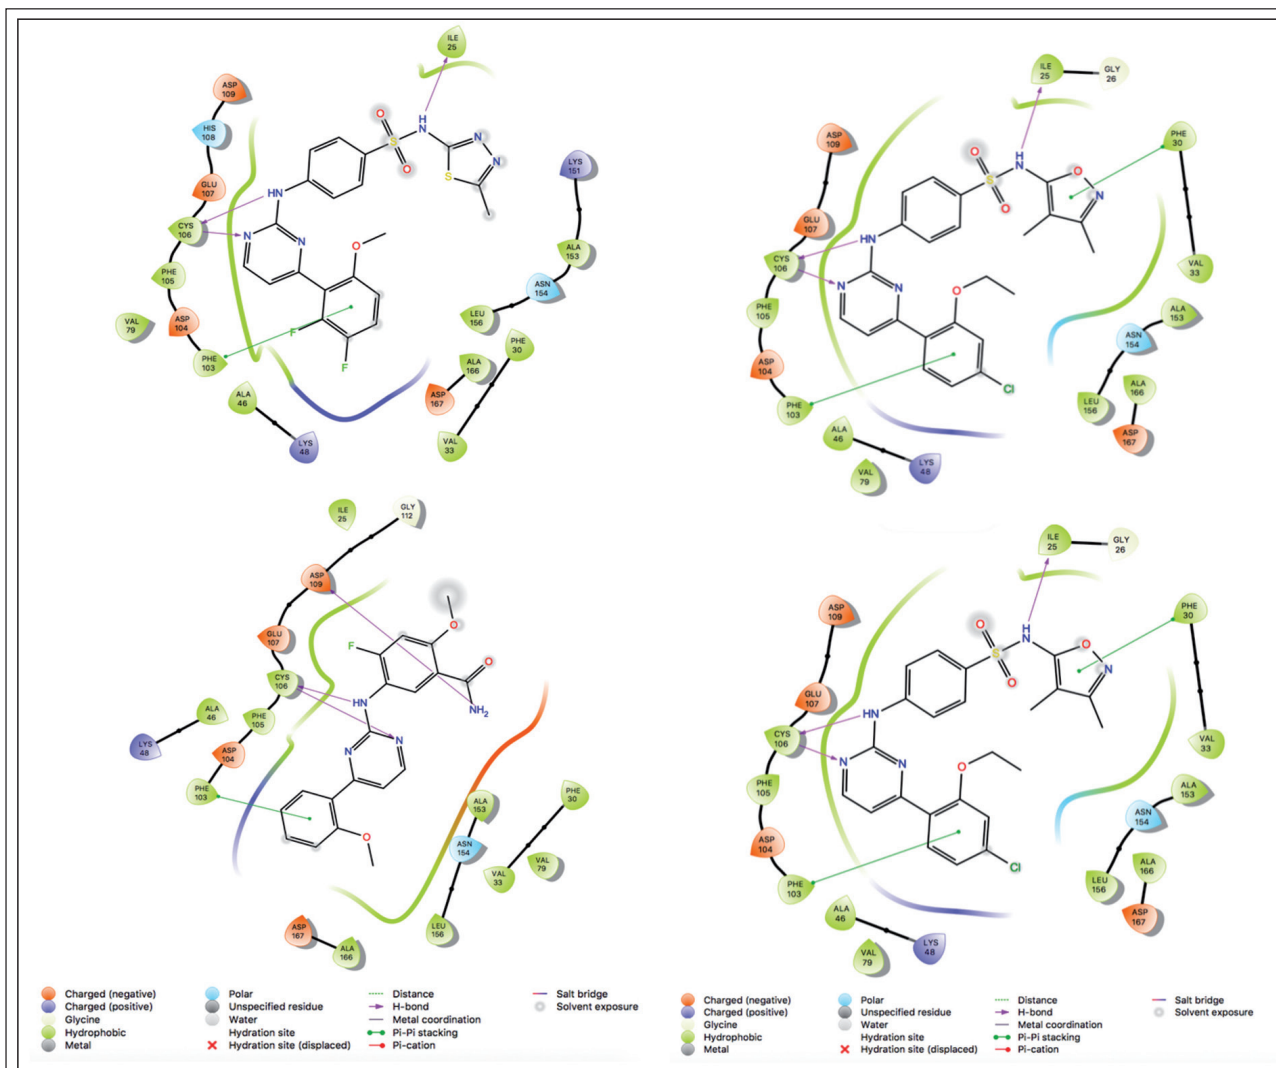 ILE
25
ASP
109
HIS
108
GLU
107
CYS
106
PHE
105
VAL
79
ASP
104
PHE
103
ALA
46
LYS
48
O
S
O
H
N
N
N
S
HN
N
N
O
F
F
LYS
151
ALA
153
ASN
154
LEU
156
PHE
30
ALA
166
ASP
167
VAL
33
ILE
25
GLY
26
PHE
30
ASP
109
GLU
107
CYS
106
PHE
105
ASP
104
PHE
103
ALA
46
VAL
79
LYS
48
O
S
O
H
N
O
N
HN
N
N
O
Cl
VAL
33
ALA
153
ASN
154
ALA
166
LEU
156
ASP
167
ILE
25
GLY
112
ASP
109
GLU
107
CYS
106
ALA
46
PHE
105
LYS
48
ASP
104
PHE
103
F
O
O
NH2
HN
N
N
O
ALA
153
PHE
30
ASN
154
VAL
79
VAL
33
LEU
156
ASP
167
ALA
166
ILE
25
GLY
26
PHE
30
ASP
109
GLU
107
CYS
106
PHE
105
ASP
104
PHE
103
ALA
46
VAL
79
LYS
48
O
S
O
H
N
O
N
HN
N
N
O
Cl
VAL
33
ALA
153
ASN
154
ALA
166
LEU
156
ASP
167
Charged (negative)
Charged (positive)
Glycine
Hydrophobic
Metal
Polar
Unspecified residue
Water
Hydration site
Hydration site (displaced)
Distance
H-bond
Metal coordination
Pi-Pi stacking
Pi-cation
Salt bridge
Solvent exposure
Charged (negative)
Charged (positive)
Glycine
Hydrophobic
Metal
Polar
Unspecified residue
Water
Hydration site
Hydration site (displaced)
Distance
H-bond
Metal coordination
Pi-Pi stacking
Pi-cation
Salt bridge
Solvent exposure